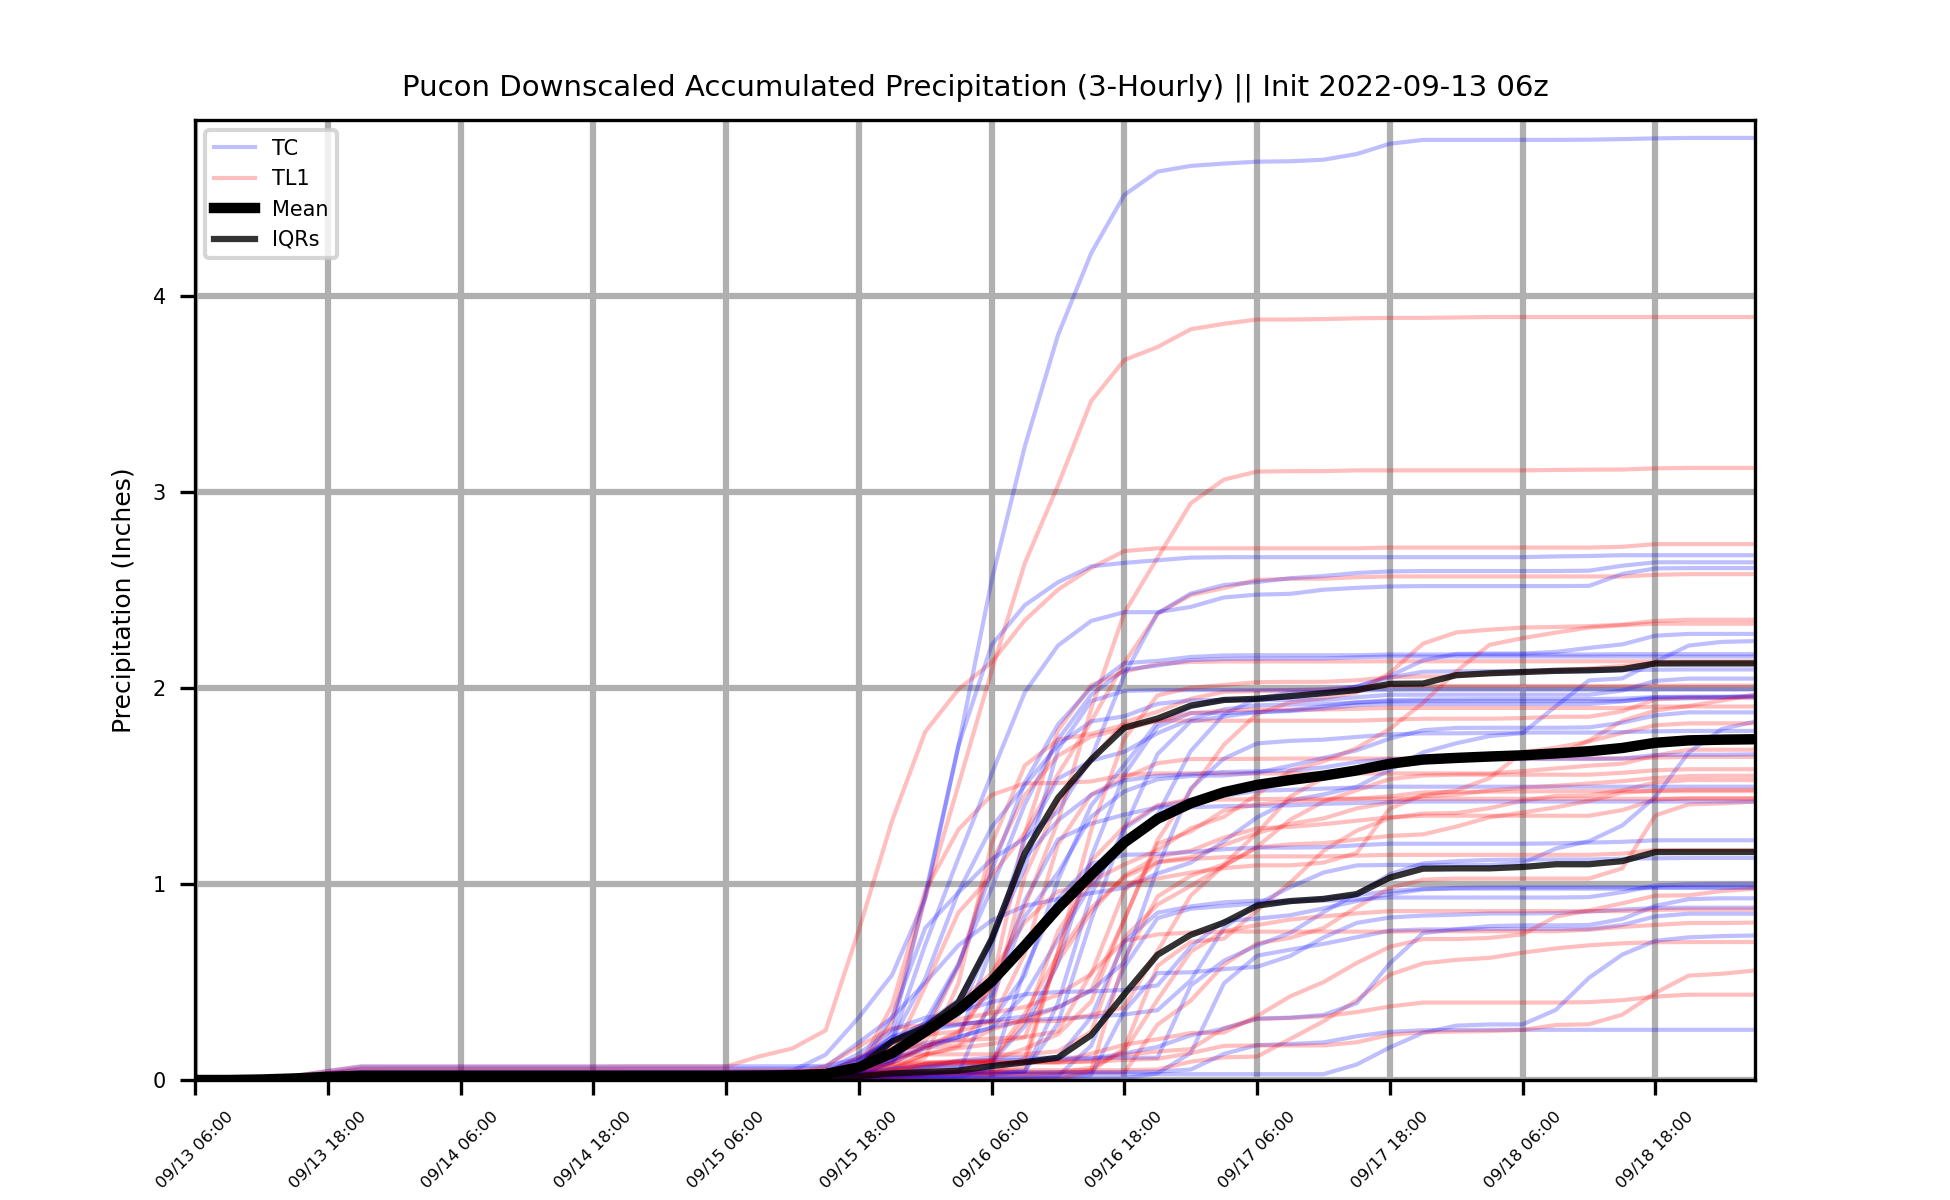 Pucon Downscaled Accumulated Precipitation (3-Hourly) || Init 2022-09-13 06z
TC
TL1
Mean
IQRs
Precipitation (Inches)
4
3
2
1
0
09/13 06:00
09/13 18:00
09/14 06:00
09/14 18:00
09/15 06:00
09/15 18:00
09/16 06:00
09/16 18:00
09/17 06:00
09/17 18:00
09/18 06:00
09/18 18:00